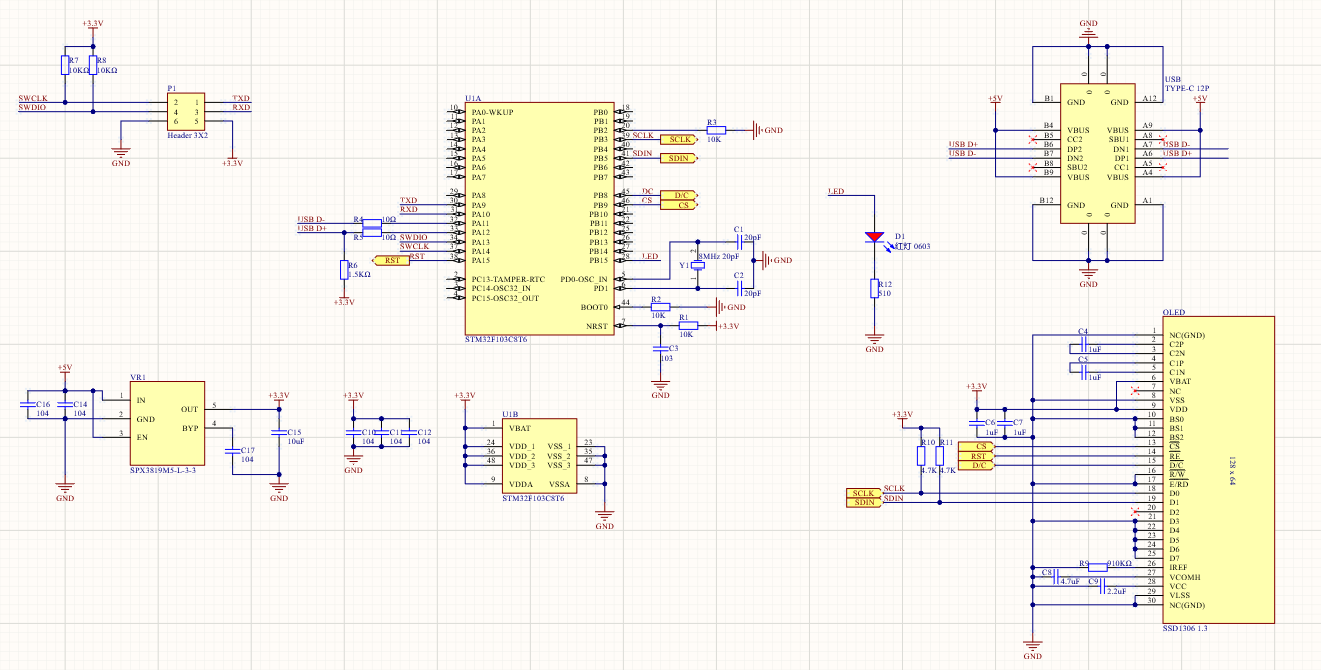 +3.3V
R7
10KΩ
R8
10KΩ
SWCLK
SWDIO
P1
2 1
4 3
6 5
Header 3X2
TXD
RXD
GND
+3.3V
U1A
10 PA0-WKUP
PA1
PA2
PA3
PA4
PA5
PA6
PA7
29 PA8
30 PA9
31 PA10
PA11
PA12
34 PA13
37 PA14
38 PA15
2 PC13-TAMPER-RTC
3 PC14-OSC32_IN
4 PC15-OSC32_OUT
STM32F103C8T6
PB0 18
PB1 19
PB2 20
PB3 39
PB4 40
PB5 41
PB6 42
PB7 43
PB8 45
PB9 46
PB10 21
PB11 22
PB12
PB13
PB14
PB15 28
PD0-OSC_IN 5
PD1 6
BOOT0 44
NRST 7
TXD
RXD
USB D-
USB D+
R4 10Ω
R5 10Ω
SWDIO
SWCLK
RST
RST
R6
1.5KΩ
+3.3V
R3
10K
GND
SCLK
SCLK
SDIN
SDIN
DC
D/C
CS
CS
LED
C1
20pF
8MHz 20pF
Y1
2
1
C2
20pF
GND
R2
10K
GND
R1
10K
+3.3V
C3
103
GND
LED
D1
红灯 0603
R12
510
GND
GND
USB
TYPE-C 12P
0 0
B1 GND
GND A12
+5V
+5V
B4 VBUS
B5 CC2
B6 DP2
B7 DN2
B8 SBU2
B9 VBUS
VBUS A9
SBU1 A8
DN1 A7
DP1 A6
CC1 A5
VBUS A4
USB D+
USB D-
USB D-
USB D+
B12 GND
GND A1
0 0
GND
+5V
C16
104
C14
104
GND
VR1
1 IN
2 GND
3 EN
OUT 5
BYP 4
SPX3819M5-L-3-3
C17
104
+3.3V
C15
10uF
GND
+3.3V
C10
104
C11
104
C12
104
GND
+3.3V
U1B
1 VBAT
24 VDD_1
36 VDD_2
48 VDD_3
9 VDDA
VSS_1 23
VSS_2 35
VSS_3 47
VSSA 8
STM32F103C8T6
GND
OLED
1 NC(GND)
2 C2P
3 C2N
4 C1P
5 C1N
6 VBAT
7 NC
8 VSS
9 VDD
10 BS0
11 BS1
12 BS2
13 CS
14 RE
15 D/C
16 R/W
17 E/RD
18 D0
19 D1
20 D2
21 D3
22 D4
23 D5
24 D6
25 D7
26 IREF
27 VCOMH
28 VCC
29 VLSS
30 NC(GND)
128 x 64
SSD1306 1.3
C4
1uF
C5
1uF
+3.3V
C6
1uF
C7
1uF
+3.3V
R10
4.7K
R11
4.7K
CS
RST
D/C
SCLK
SCLK
SDIN
SDIN
R9 910KΩ
C8
4.7uF
C9
2.2uF
GND